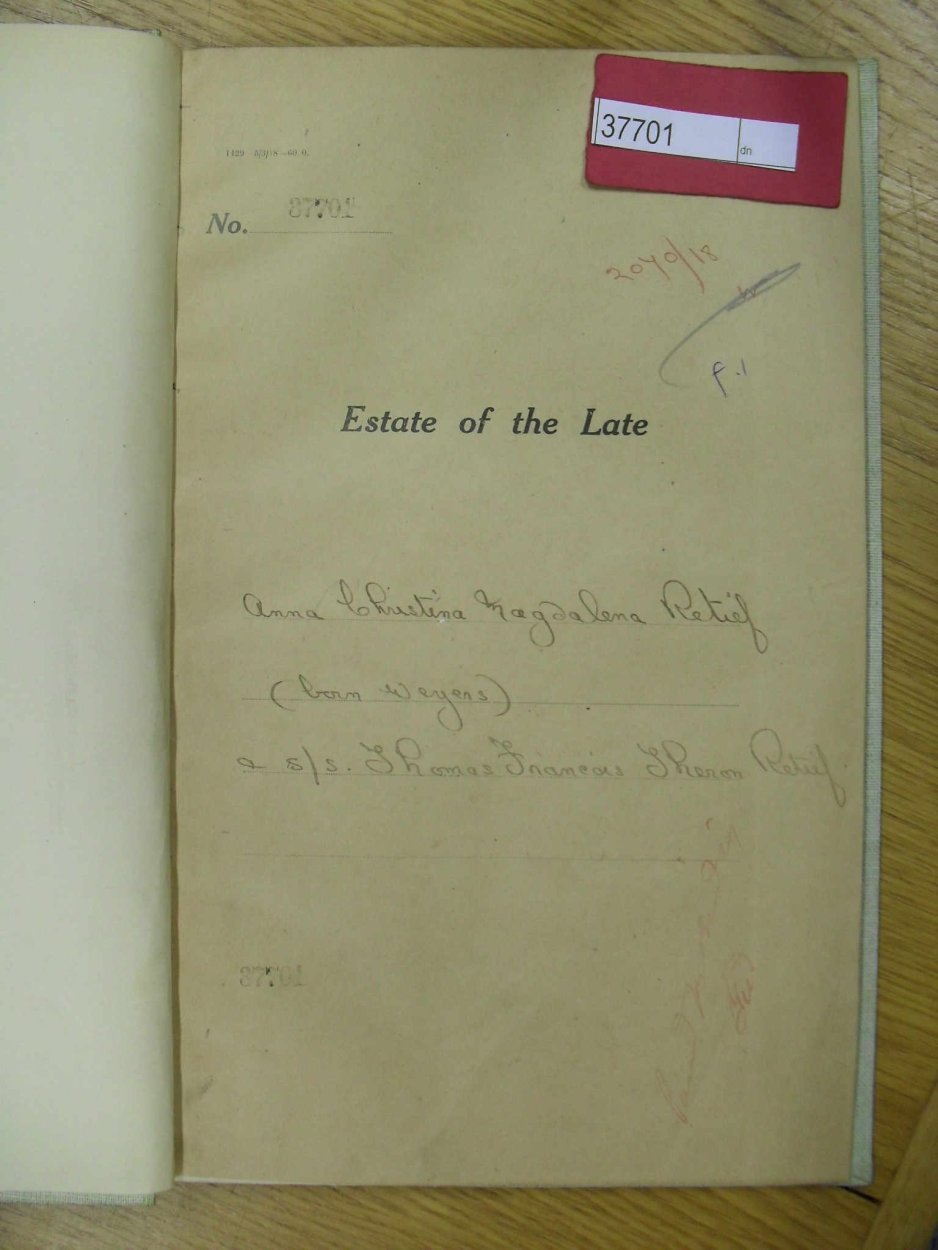 37701
dn
No. 37701
2070/18
P.1
Estate of the Late
Anna Christina Magdalena Retief
(born Weyers)
& s/s. Thomas Francois Theron Retief
37701